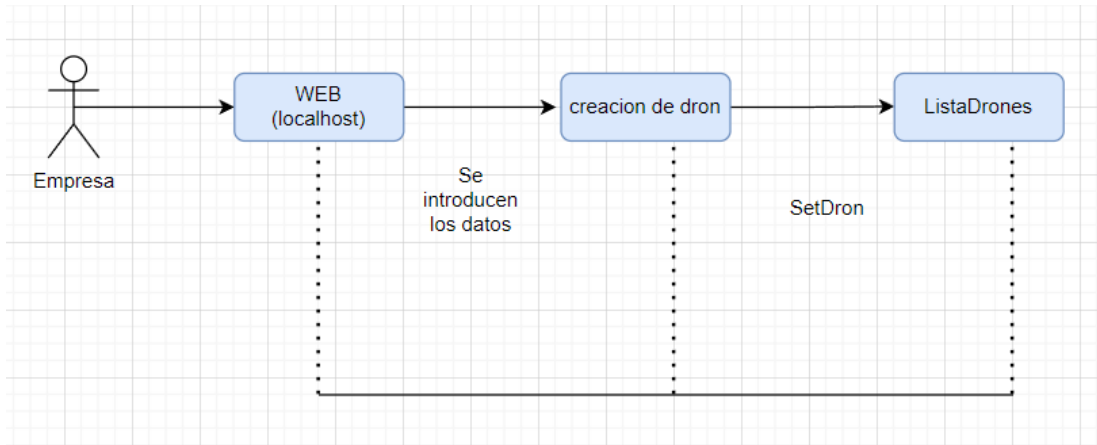 WEB
(localhost)
creacion de dron
ListaDrones
Empresa
Se
introducen
los datos
SetDron